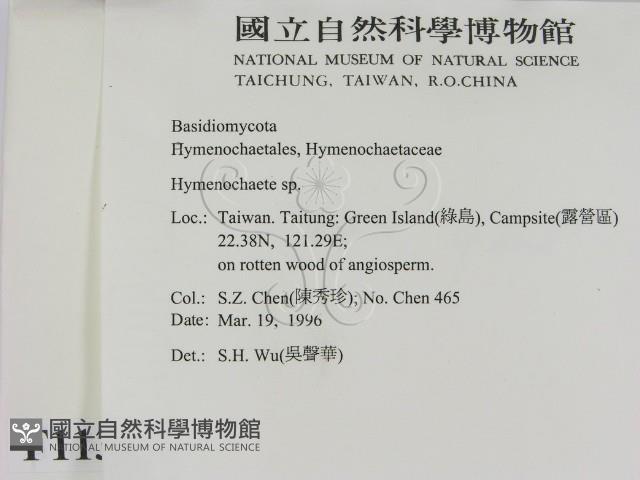 國立自然科學博物館
NATIONAL MUSEUM OF NATURAL SCIENCE
TAICHUNG, TAIWAN, R.O.CHINA
Basidiomycota
Hymenochaetales, Hymenochaetaceae
Hymenochaete sp.
Loc.: Taiwan. Taitung: Green Island(綠島), Campsite(露營區)
22.38N, 121.29E;
on rotten wood of angiosperm.
Col.: S.Z. Chen(陳秀珍); No. Chen 465
Date: Mar. 19, 1996
Det.: S.H. Wu(吳聲華)
國立自然科學博物館
NATIONAL MUSEUM OF NATURAL SCIENCE